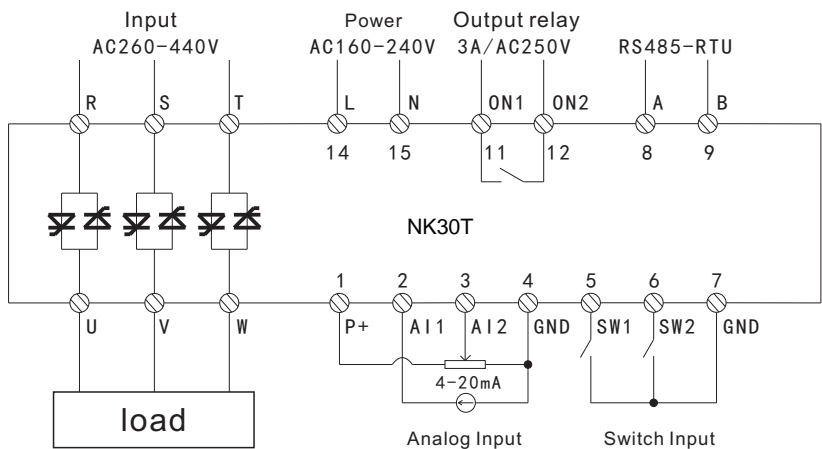 Input Power Output relay
AC260-440V AC160-240V 3A/AC250V RS485-RTU
R S T L N ON1 ON2 A B
14 15 11 12 8 9
NK30T
1 2 3 4 5 6 7
U V W P+ AI1 AI2 GND SW1 SW2 GND
4-20mA
load
Analog Input Switch Input